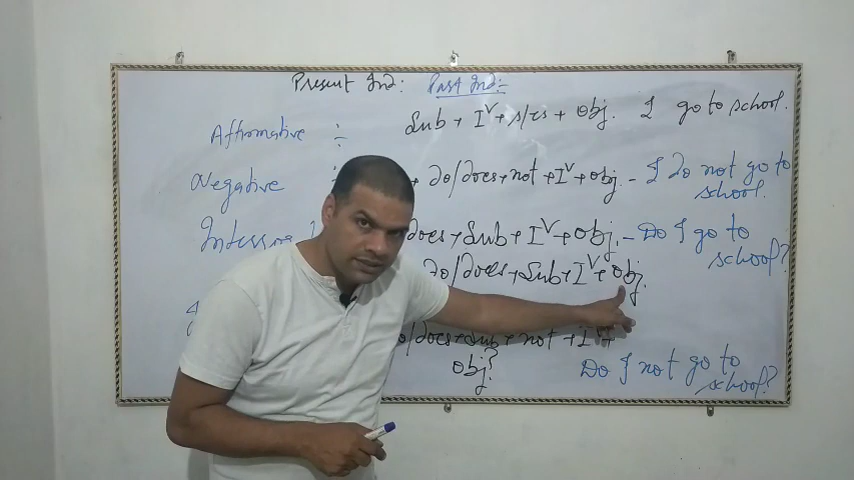 Present Ind: Past Ind:-
Affirmative : Sub + I V + s/es + Obj. I go to school.
Negative : + do/does + not + I V + Obj. - I do not go to
school.
does + Sub + I V + Obj. - Do I go to
school?
do/does + Sub + I V + Obj.
do/does + Sub + not + I V +
Obj?
Do I not go to
school?